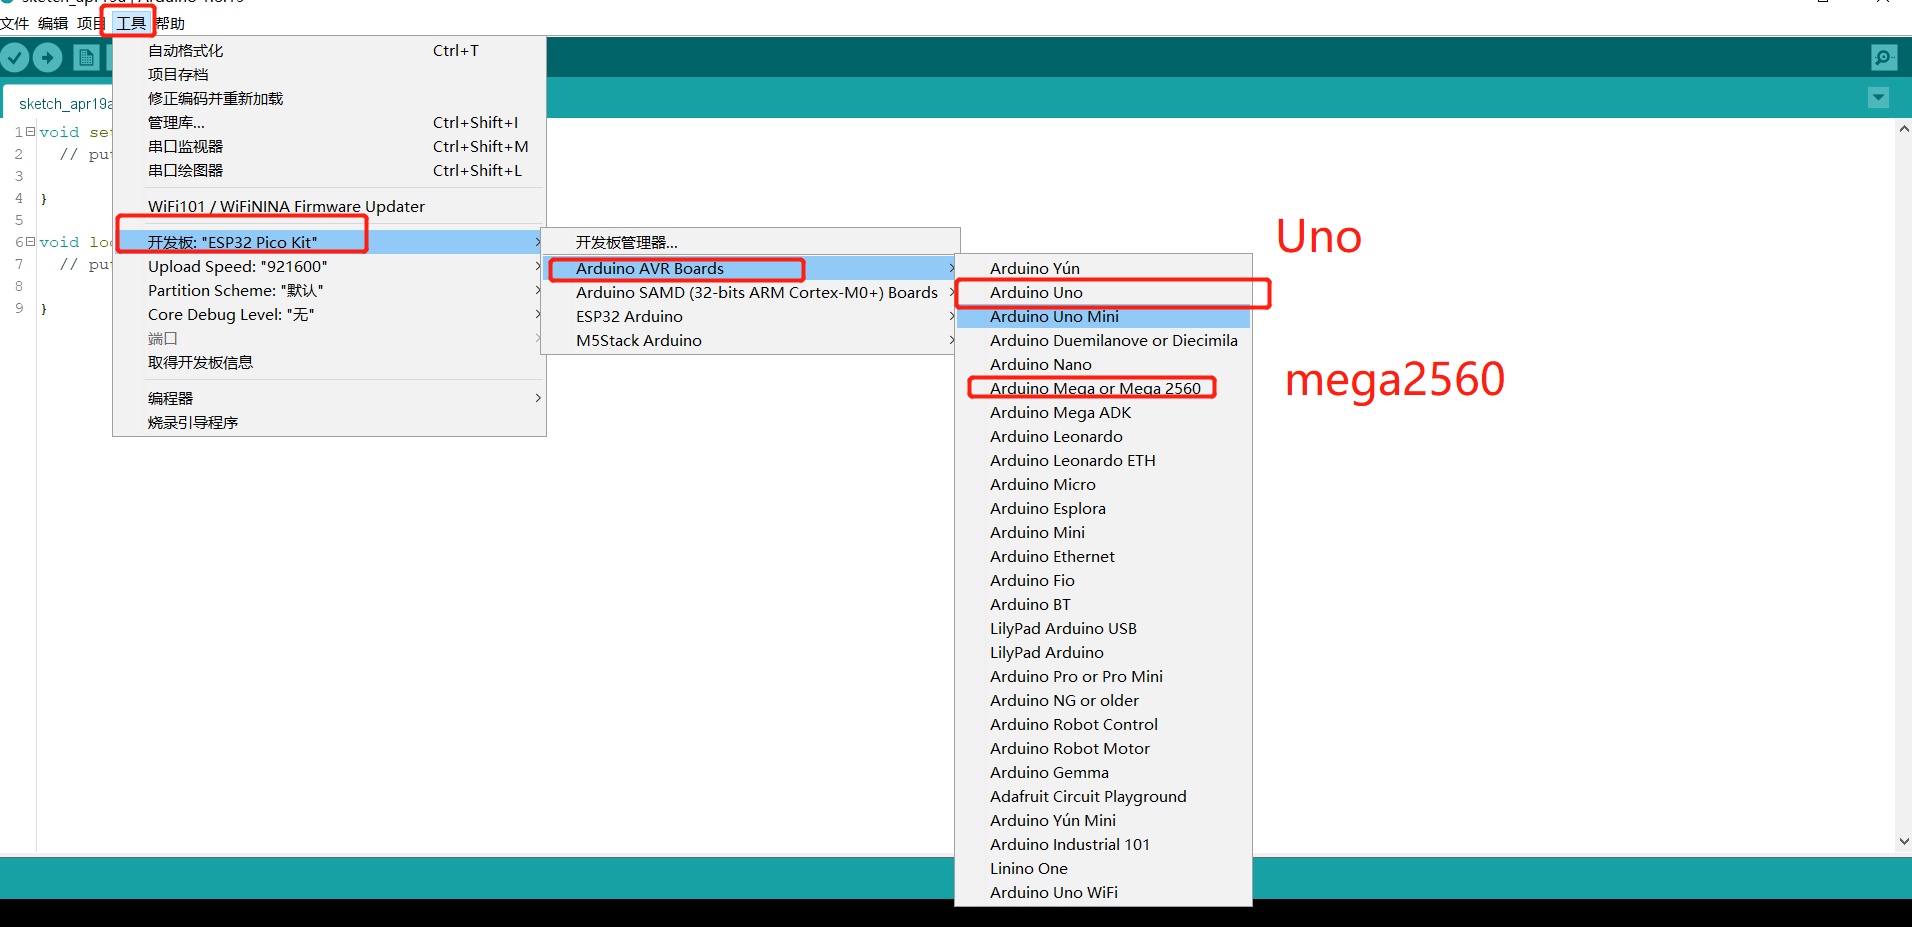 文件 编辑 项目 工具 帮助
自动格式化 Ctrl+T
项目存档
修正编码并重新加载
管理库... Ctrl+Shift+I
串口监视器 Ctrl+Shift+M
串口绘图器 Ctrl+Shift+L
WiFi101 / WiFiNINA Firmware Updater
开发板: "ESP32 Pico Kit"
Upload Speed: "921600"
Partition Scheme: "默认"
Core Debug Level: "无"
端口
取得开发板信息
编程器
烧录引导程序
sketch_apr19a
1 void se
2 // pu
3
4 }
5
6 void lo
7 // pu
8
9 }
开发板管理器...
Arduino AVR Boards
Arduino SAMD (32-bits ARM Cortex-M0+) Boards
ESP32 Arduino
M5Stack Arduino
Arduino Yún
Arduino Uno
Arduino Uno Mini
Arduino Duemilanove or Diecimila
Arduino Nano
Arduino Mega or Mega 2560
Arduino Mega ADK
Arduino Leonardo
Arduino Leonardo ETH
Arduino Micro
Arduino Esplora
Arduino Mini
Arduino Ethernet
Arduino Fio
Arduino BT
LilyPad Arduino USB
LilyPad Arduino
Arduino Pro or Pro Mini
Arduino NG or older
Arduino Robot Control
Arduino Robot Motor
Arduino Gemma
Adafruit Circuit Playground
Arduino Yún Mini
Arduino Industrial 101
Linino One
Arduino Uno WiFi
Uno
mega2560